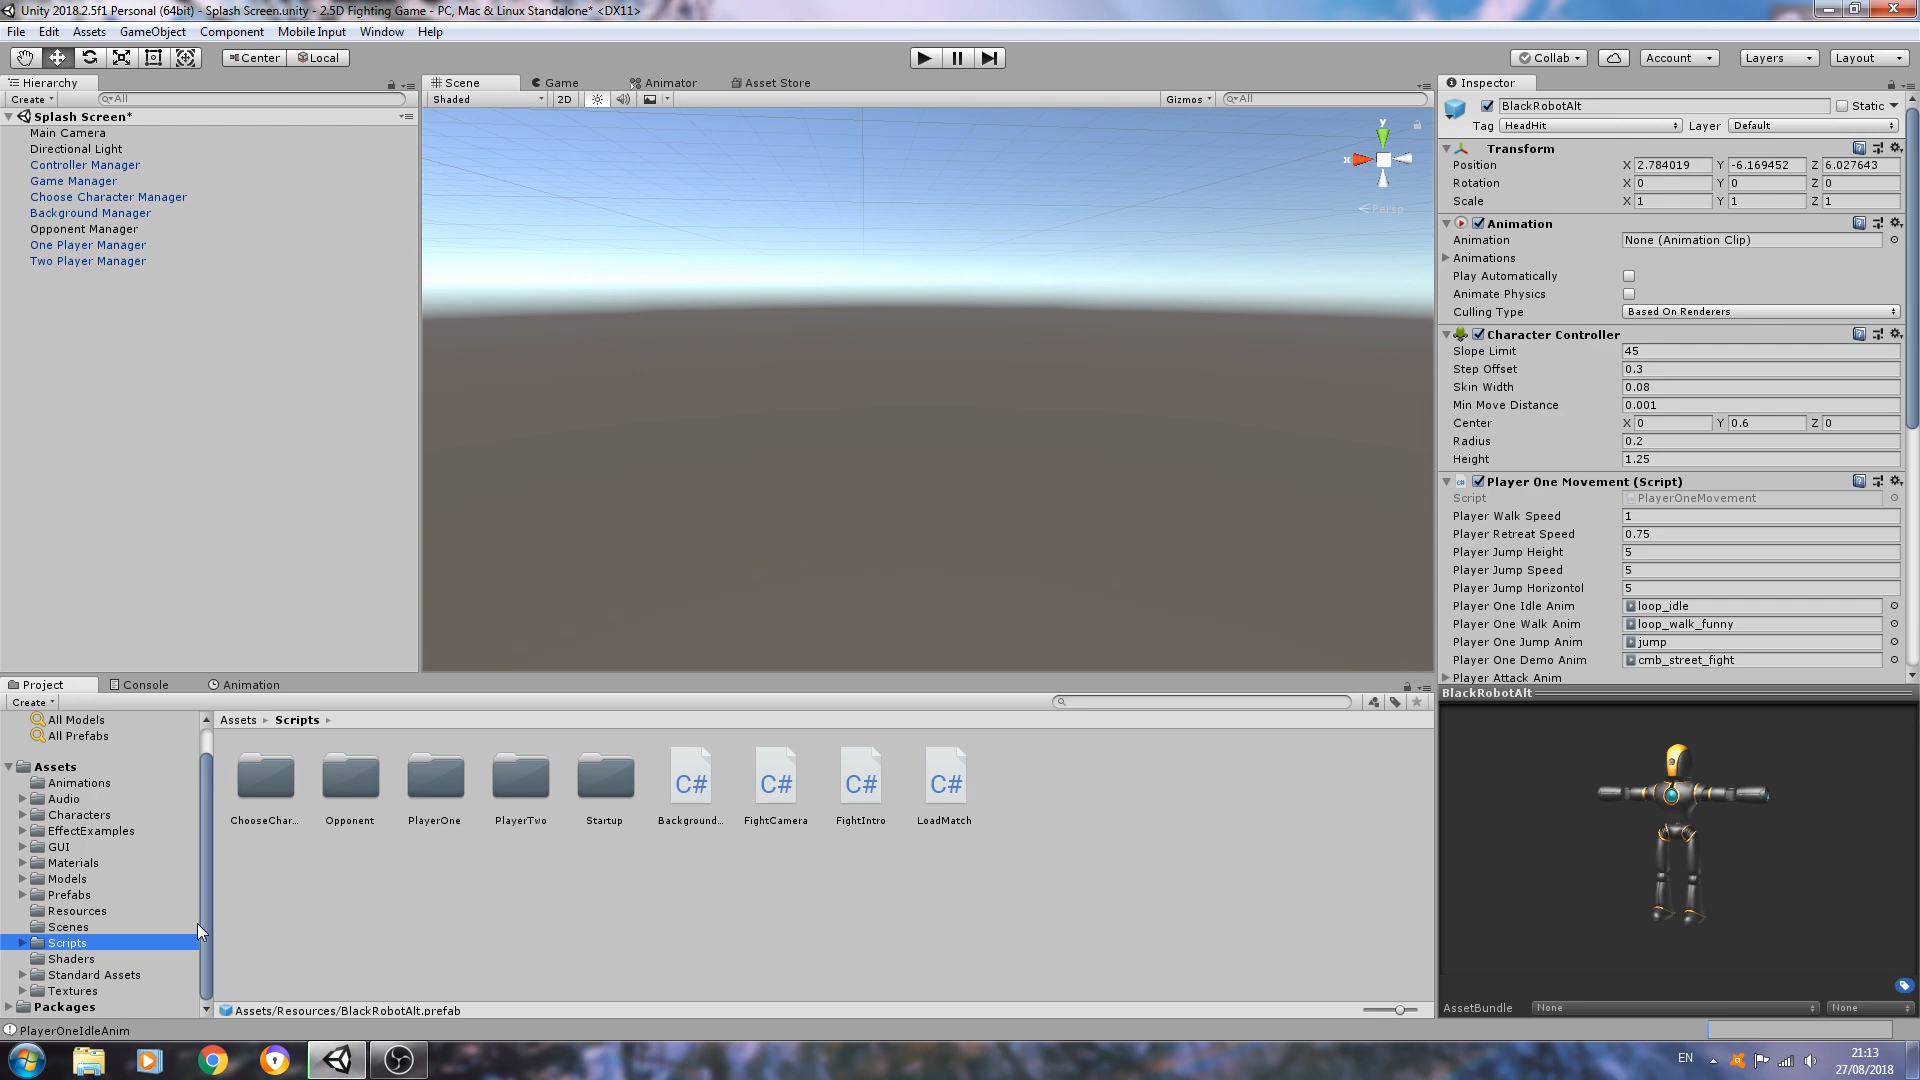 Unity 2018.2.5f1 Personal (64bit) - Splash Screen.unity - 2.5D Fighting Game - PC, Mac & Linux Standalone* <DX11>
File Edit Assets GameObject Component Mobile Input Window Help
Center Local Collab Account Layers Layout
Hierarchy
Create All
Splash Screen*
Main Camera
Directional Light
Controller Manager
Game Manager
Choose Character Manager
Background Manager
Opponent Manager
One Player Manager
Two Player Manager
Scene Game Animator Asset Store
Shaded 2D Gizmos All
y
x
Persp
Inspector
BlackRobotAlt Static
Tag HeadHit Layer Default
Transform
Position X 2.784019 Y -6.169452 Z 6.027643
Rotation X 0 Y 0 Z 0
Scale X 1 Y 1 Z 1
Animation
Animation None (Animation Clip)
Animations
Play Automatically
Animate Physics
Culling Type Based On Renderers
Character Controller
Slope Limit 45
Step Offset 0.3
Skin Width 0.08
Min Move Distance 0.001
Center X 0 Y 0.6 Z 0
Radius 0.2
Height 1.25
Player One Movement (Script)
Script PlayerOneMovement
Player Walk Speed 1
Player Retreat Speed 0.75
Player Jump Height 5
Player Jump Speed 5
Player Jump Horizontol 5
Player One Idle Anim loop_idle
Player One Walk Anim loop_walk_funny
Player One Jump Anim jump
Player One Demo Anim cmb_street_fight
Player Attack Anim
BlackRobotAlt
AssetBundle None None
Project Console Animation
Create
All Models
All Prefabs
Assets
Animations
Audio
Characters
EffectExamples
GUI
Materials
Models
Prefabs
Resources
Scenes
Scripts
Shaders
Standard Assets
Textures
Packages
Assets Scripts
C# C# C# C#
ChooseChar... Opponent PlayerOne PlayerTwo Startup Background... FightCamera FightIntro LoadMatch
Assets/Resources/BlackRobotAlt.prefab
PlayerOneIdleAnim
EN
21:13
27/08/2018